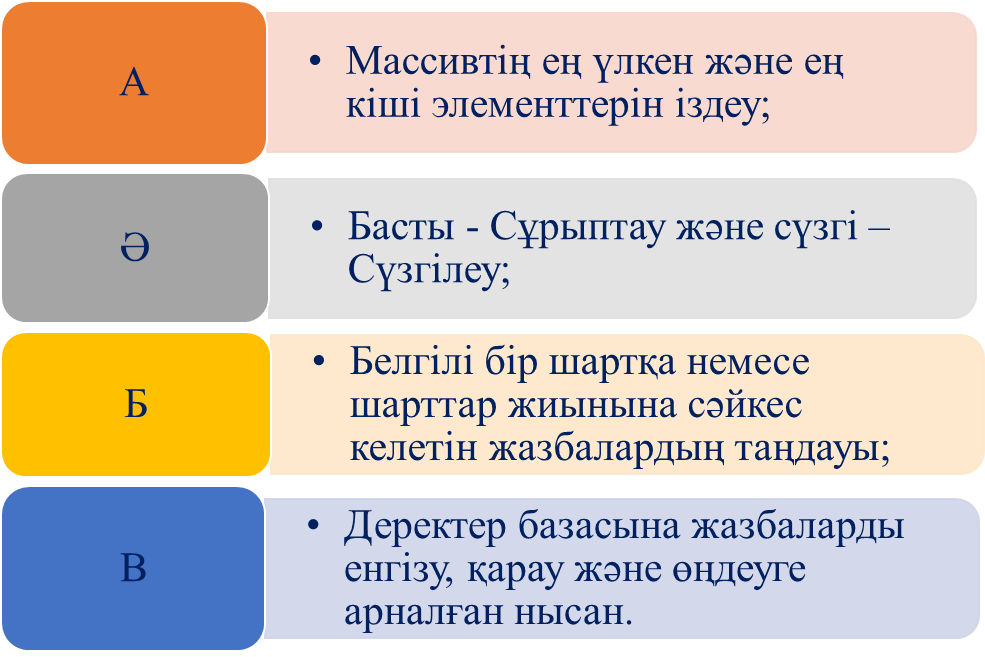 А
• Массивтің ең үлкен және ең
кіші элементтерін іздеу;
Ә
• Басты - Сұрыптау және сүзгі –
Сүзгілеу;
Б
• Белгілі бір шартқа немесе
шарттар жиынына сәйкес
келетін жазбалардың таңдауы;
В
• Деректер базасына жазбаларды
енгізу, қарау және өңдеуге
арналған нысан.